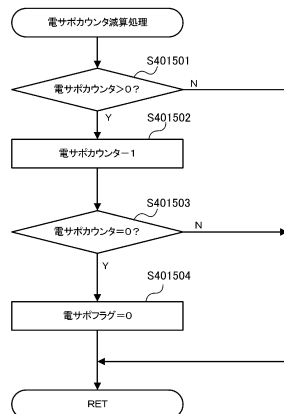 電サポカウンタ減算処理
S401501
電サポカウンタ>0?
N
Y
S401502
電サポカウンタ－1
S401503
電サポカウンタ=0?
N
Y
S401504
電サポフラグ=0
RET